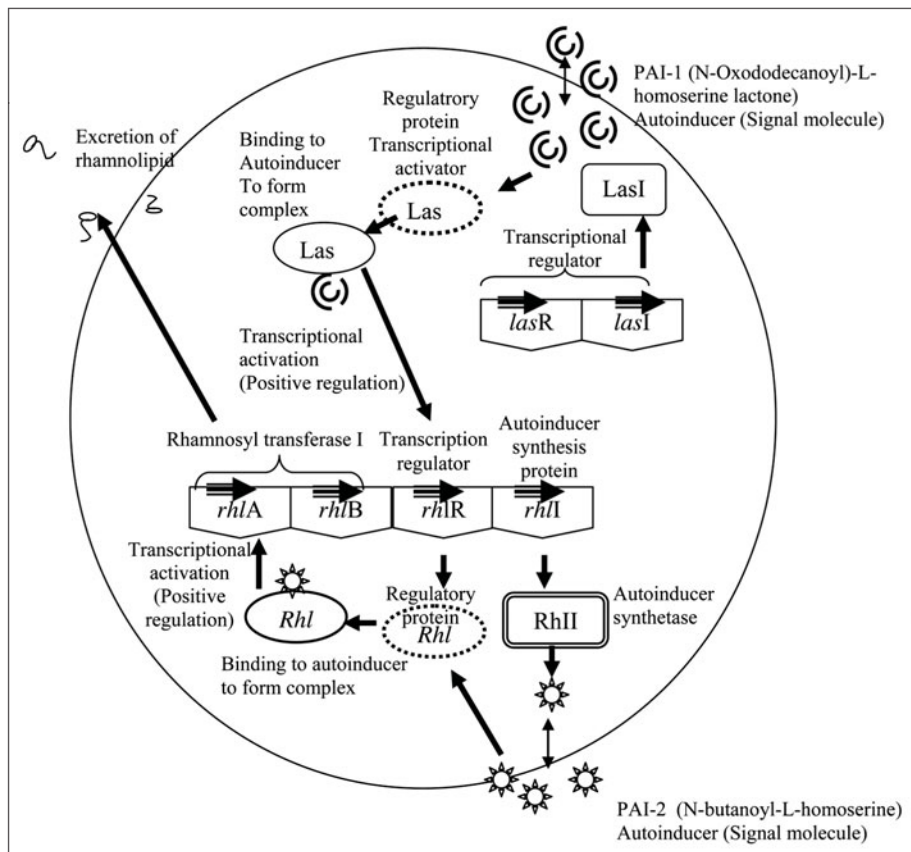 PAI-1 (N-Oxododecanoyl)-L-
homoserine lactone)
Autoinducer (Signal molecule)
Excretion of
rhamnolipid
Binding to
Autoinducer
To form
complex
Regulatrory
protein
Transcriptional
activator
Las
Las
LasI
Transcriptional
regulator
lasR
lasI
Transcriptional
activation
(Positive regulation)
Rhamnosyl transferase I
Transcription
regulator
Autoinducer
synthesis
protein
rhlA
rhlB
rhlR
rhlI
Transcriptional
activation
(Positive
regulation)
Rhl
Regulatory
protein
Rhl
RhII
Autoinducer
synthetase
Binding to autoinducer
to form complex
PAI-2 (N-butanoyl-L-homoserine)
Autoinducer (Signal molecule)